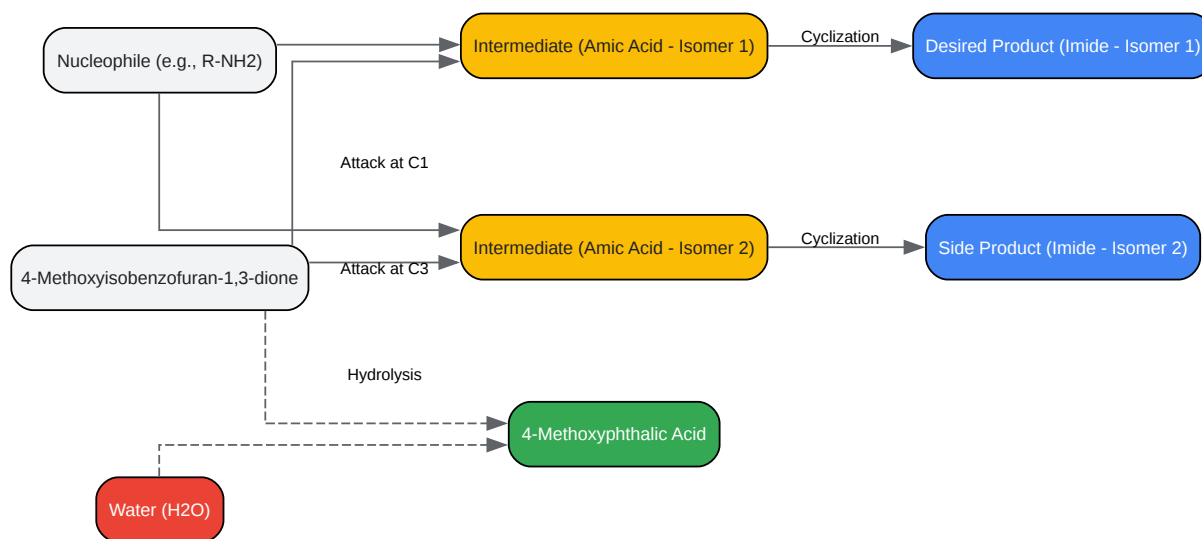 Nucleophile (e.g., R-NH2)
Intermediate (Amic Acid - Isomer 1)
Cyclization
Desired Product (Imide - Isomer 1)
Attack at C1
4-Methoxyisobenzofuran-1,3-dione
Attack at C3
Intermediate (Amic Acid - Isomer 2)
Cyclization
Side Product (Imide - Isomer 2)
Hydrolysis
4-Methoxyphthalic Acid
Water (H2O)